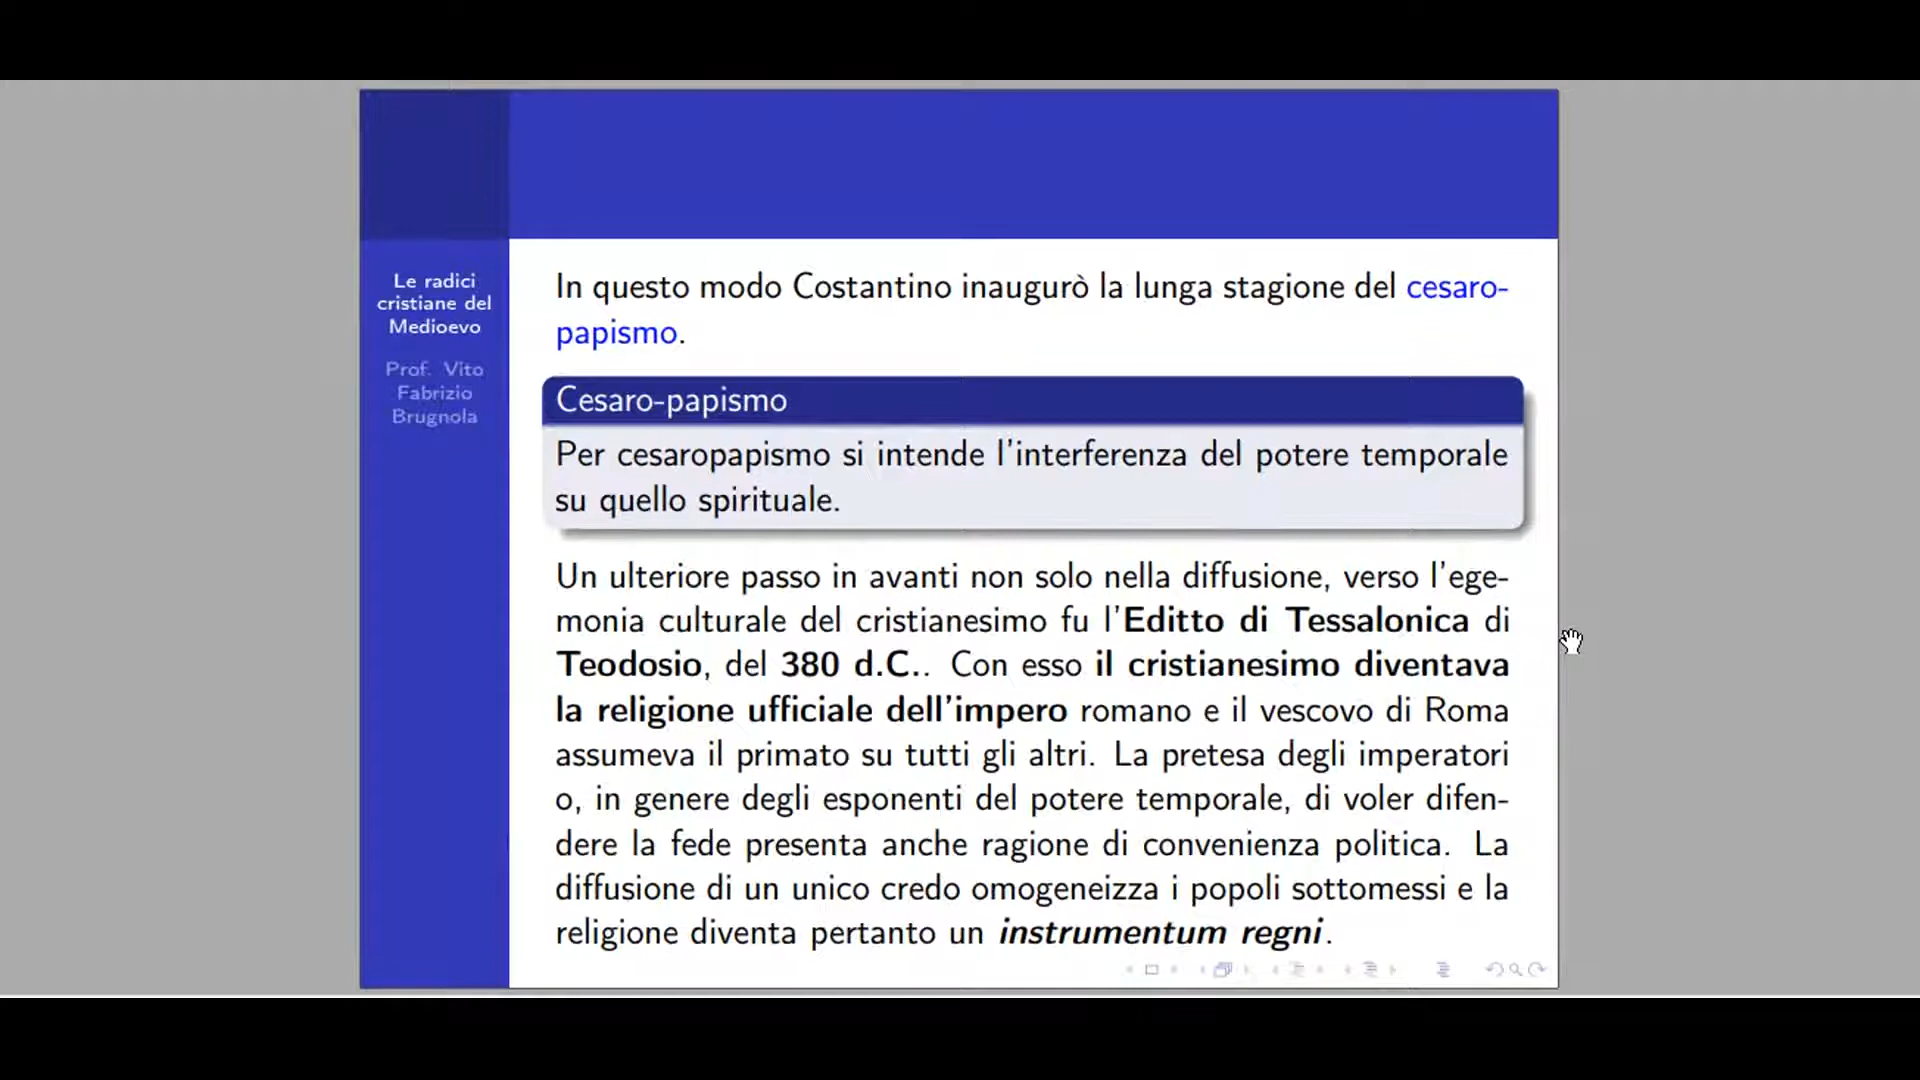 Le radici
cristiane del
Medioevo
Prof. Vito
Fabrizio
Brugnola
In questo modo Costantino inaugurò la lunga stagione del cesaro-
papismo.
Cesaro-papismo
Per cesaropapismo si intende l'interferenza del potere temporale
su quello spirituale.
Un ulteriore passo in avanti non solo nella diffusione, verso l'ege-
monia culturale del cristianesimo fu l'Editto di Tessalonica di
Teodosio, del 380 d.C.. Con esso il cristianesimo diventava
la religione ufficiale dell'impero romano e il vescovo di Roma
assumeva il primato su tutti gli altri. La pretesa degli imperatori
o, in genere degli esponenti del potere temporale, di voler difen-
dere la fede presenta anche ragione di convenienza politica. La
diffusione di un unico credo omogeneizza i popoli sottomessi e la
religione diventa pertanto un instrumentum regni.